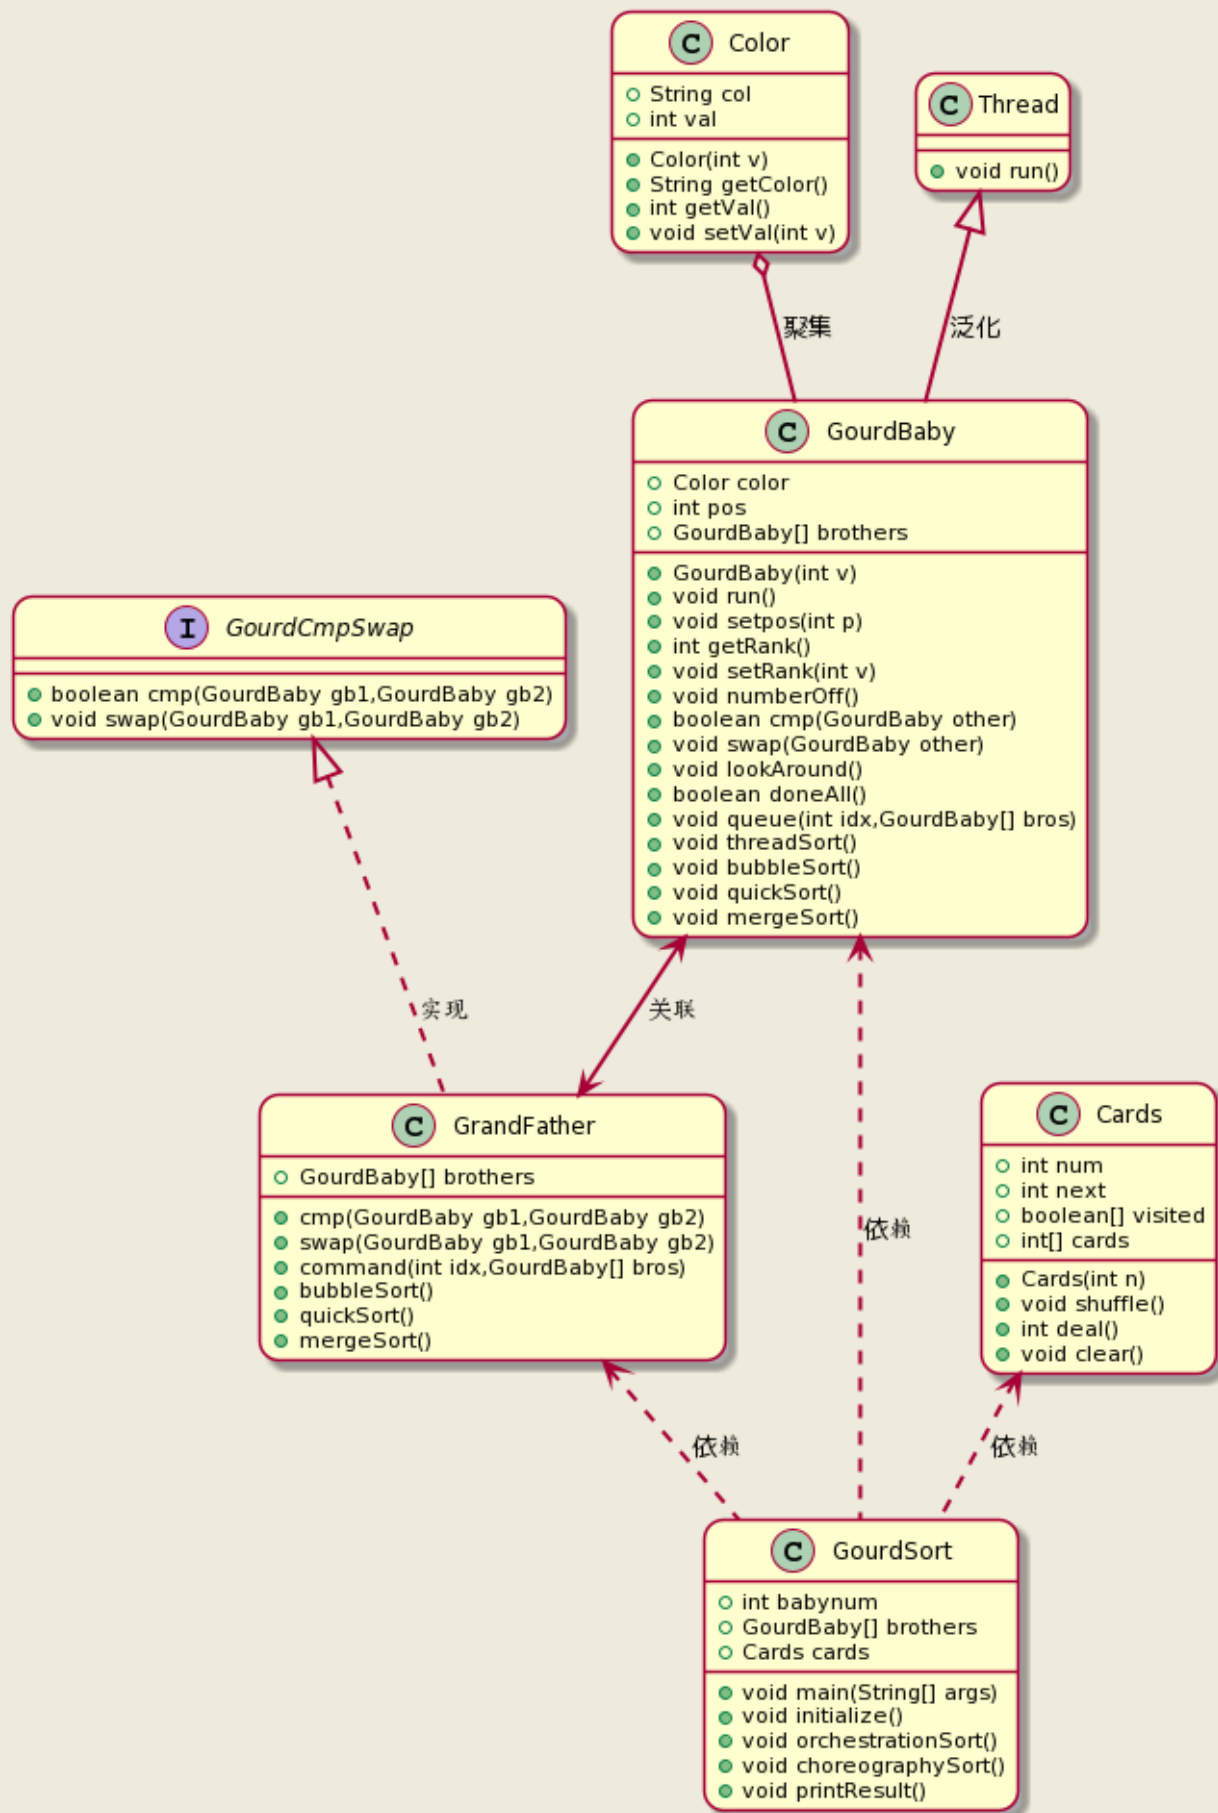 C Color
String col
int val
Color(int v)
String getColor()
int getVal()
void setVal(int v)
C Thread
void run()
聚集
泛化
C GourdBaby
Color color
int pos
GourdBaby[] brothers
GourdBaby(int v)
void run()
void setpos(int p)
int getRank()
void setRank(int v)
void numberOff()
boolean cmp(GourdBaby other)
void swap(GourdBaby other)
void lookAround()
boolean doneAll()
void queue(int idx,GourdBaby[] bros)
void threadSort()
void bubbleSort()
void quickSort()
void mergeSort()
I GourdCmpSwap
boolean cmp(GourdBaby gb1,GourdBaby gb2)
void swap(GourdBaby gb1,GourdBaby gb2)
实现
关联
C GrandFather
GourdBaby[] brothers
cmp(GourdBaby gb1,GourdBaby gb2)
swap(GourdBaby gb1,GourdBaby gb2)
command(int idx,GourdBaby[] bros)
bubbleSort()
quickSort()
mergeSort()
依赖
C Cards
int num
int next
boolean[] visited
int[] cards
Cards(int n)
void shuffle()
int deal()
void clear()
依赖
依赖
C GourdSort
int babynum
GourdBaby[] brothers
Cards cards
void main(String[] args)
void initialize()
void orchestrationSort()
void choreographySort()
void printResult()